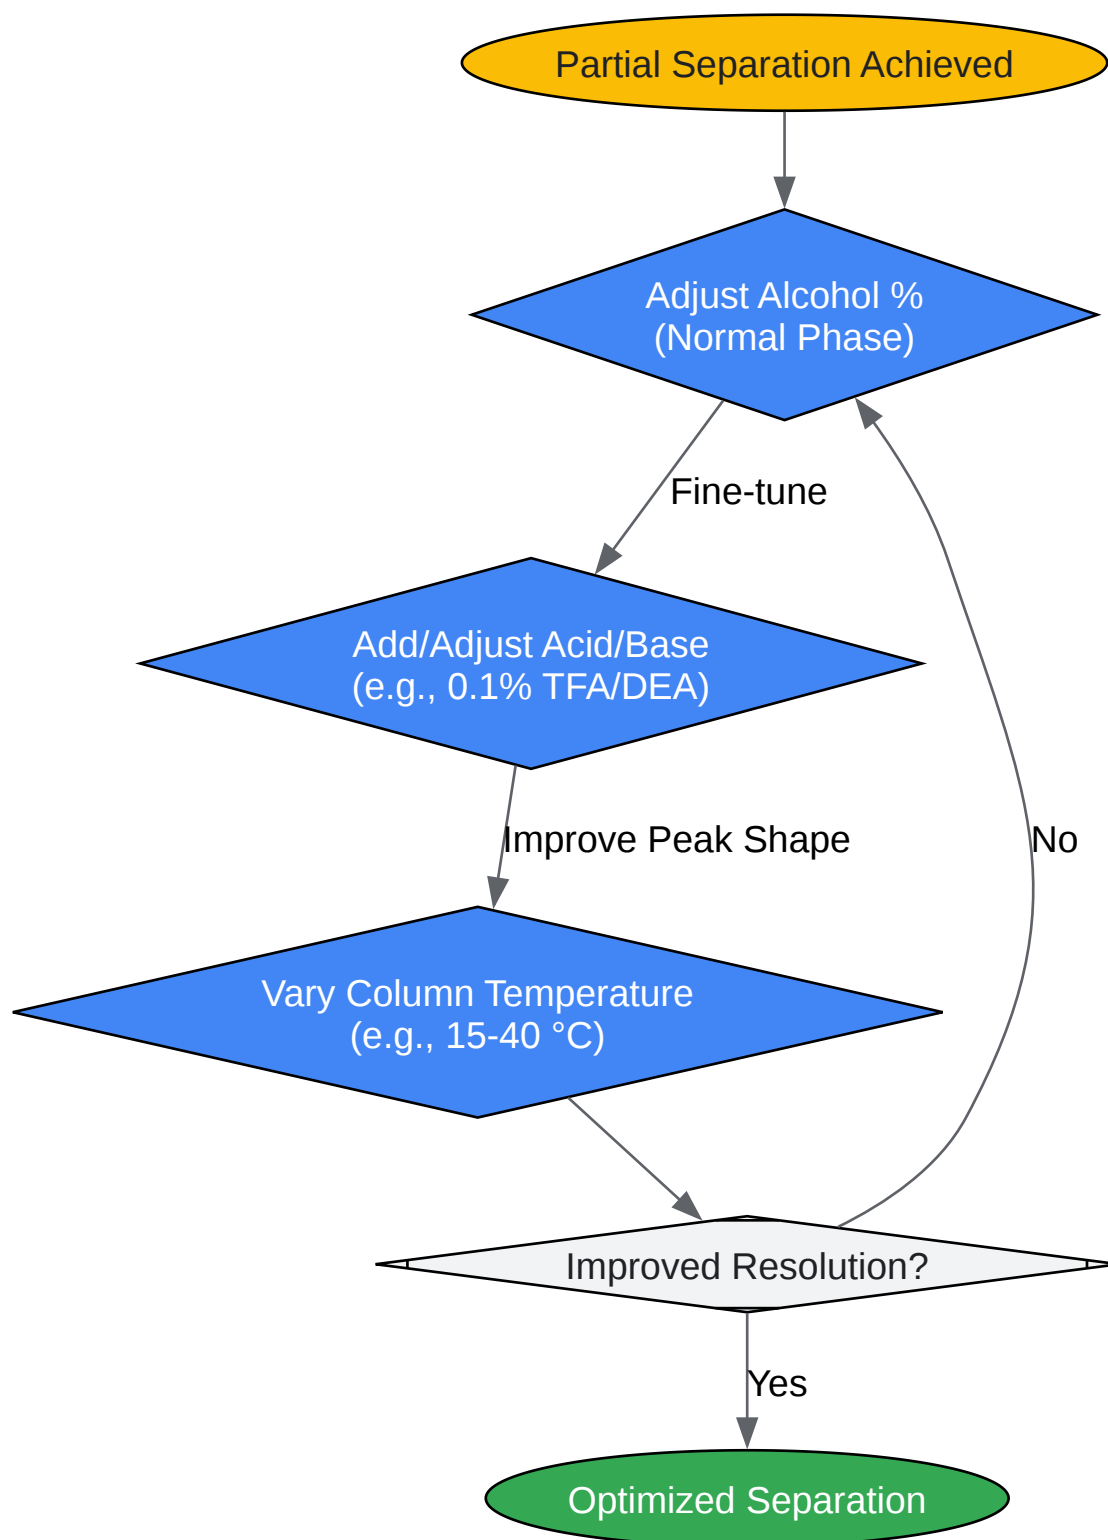 Partial Separation Achieved
Adjust Alcohol %
(Normal Phase)
Fine-tune
Add/Adjust Acid/Base
(e.g., 0.1% TFA/DEA)
Improve Peak Shape
No
Vary Column Temperature
(e.g., 15-40 °C)
Improved Resolution?
Yes
Optimized Separation